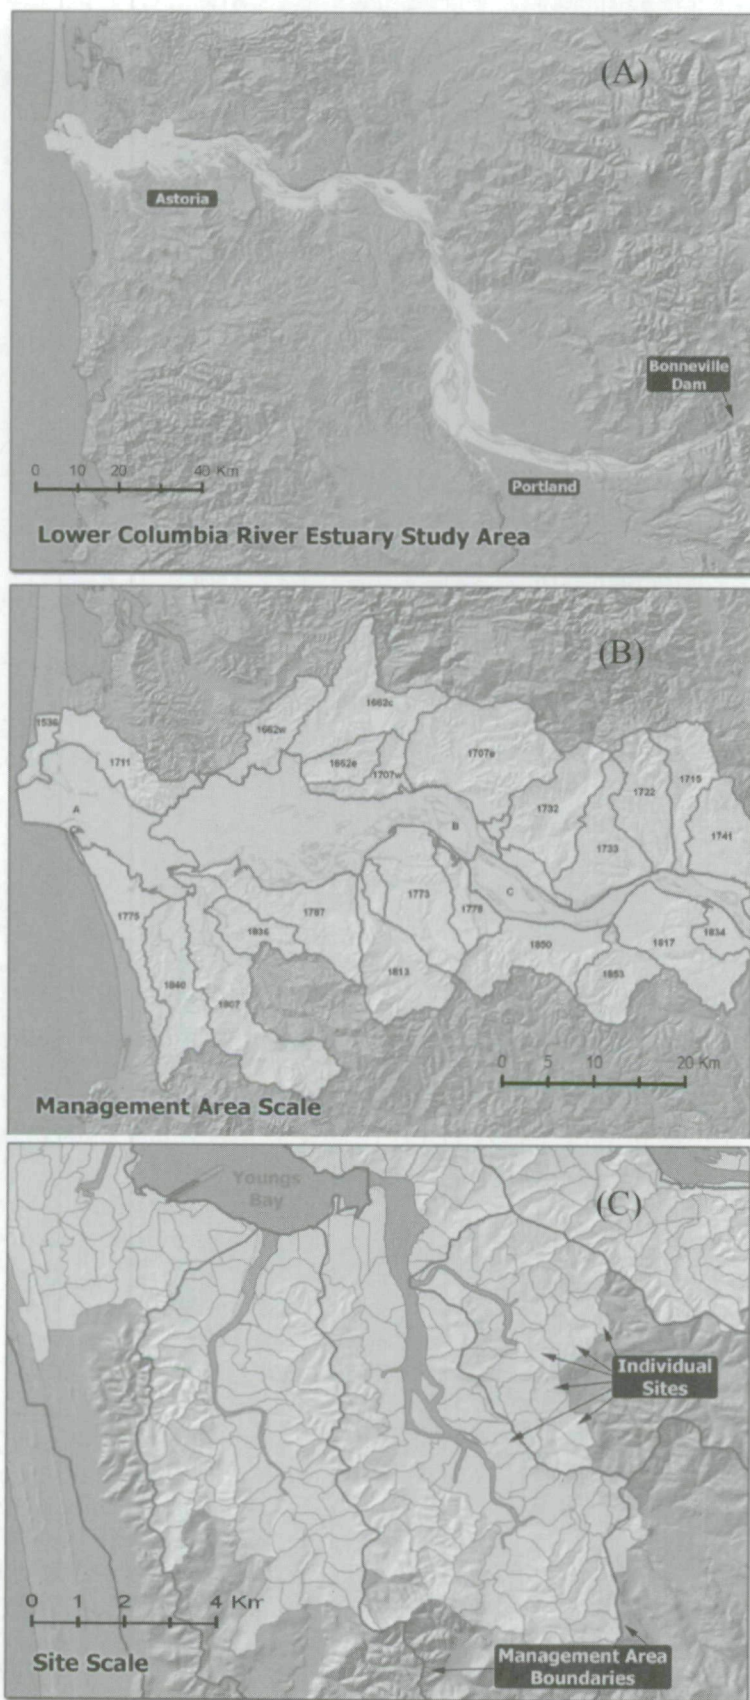 (A)
Astoria
Bonneville
Dam
0 10 20 40 Km
Portland
Lower Columbia River Estuary Study Area
(B)
1536
1711
1662w
1662c
1662e
1707w
1707e
1732
1733
1722
1715
1741
A
B
C
1775
1840
1907
1836
1787
1773
1778
1813
1850
1853
1817
1834
0 5 10 20 Km
Management Area Scale
Youngs
Bay
(C)
Individual
Sites
0 1 2 4 Km
Site Scale
Management Area
Boundaries